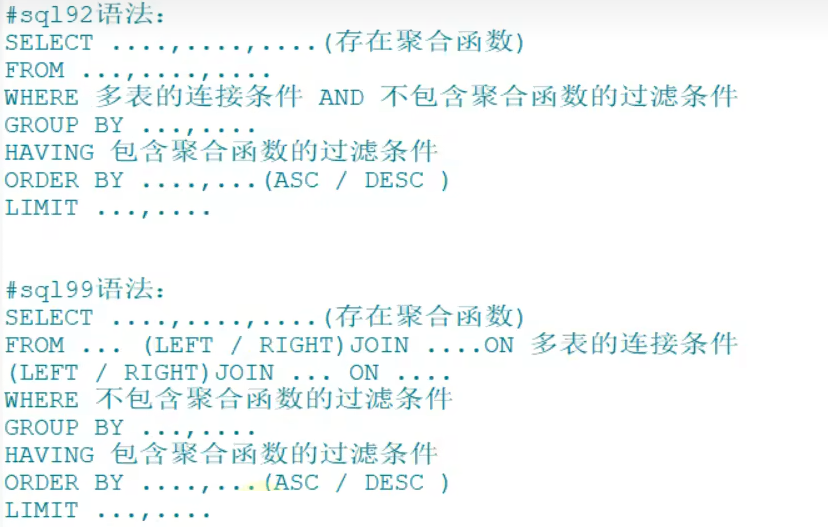 #sql92语法：
SELECT ....,....,....(存在聚合函数)
FROM ...,....,....
WHERE 多表的连接条件 AND 不包含聚合函数的过滤条件
GROUP BY ...,....
HAVING 包含聚合函数的过滤条件
ORDER BY ....,...(ASC / DESC )
LIMIT ...,....
#sql99语法：
SELECT ....,....,....(存在聚合函数)
FROM ... (LEFT / RIGHT)JOIN ....ON 多表的连接条件
(LEFT / RIGHT)JOIN ... ON ....
WHERE 不包含聚合函数的过滤条件
GROUP BY ...,....
HAVING 包含聚合函数的过滤条件
ORDER BY ....,...(ASC / DESC )
LIMIT ...,....